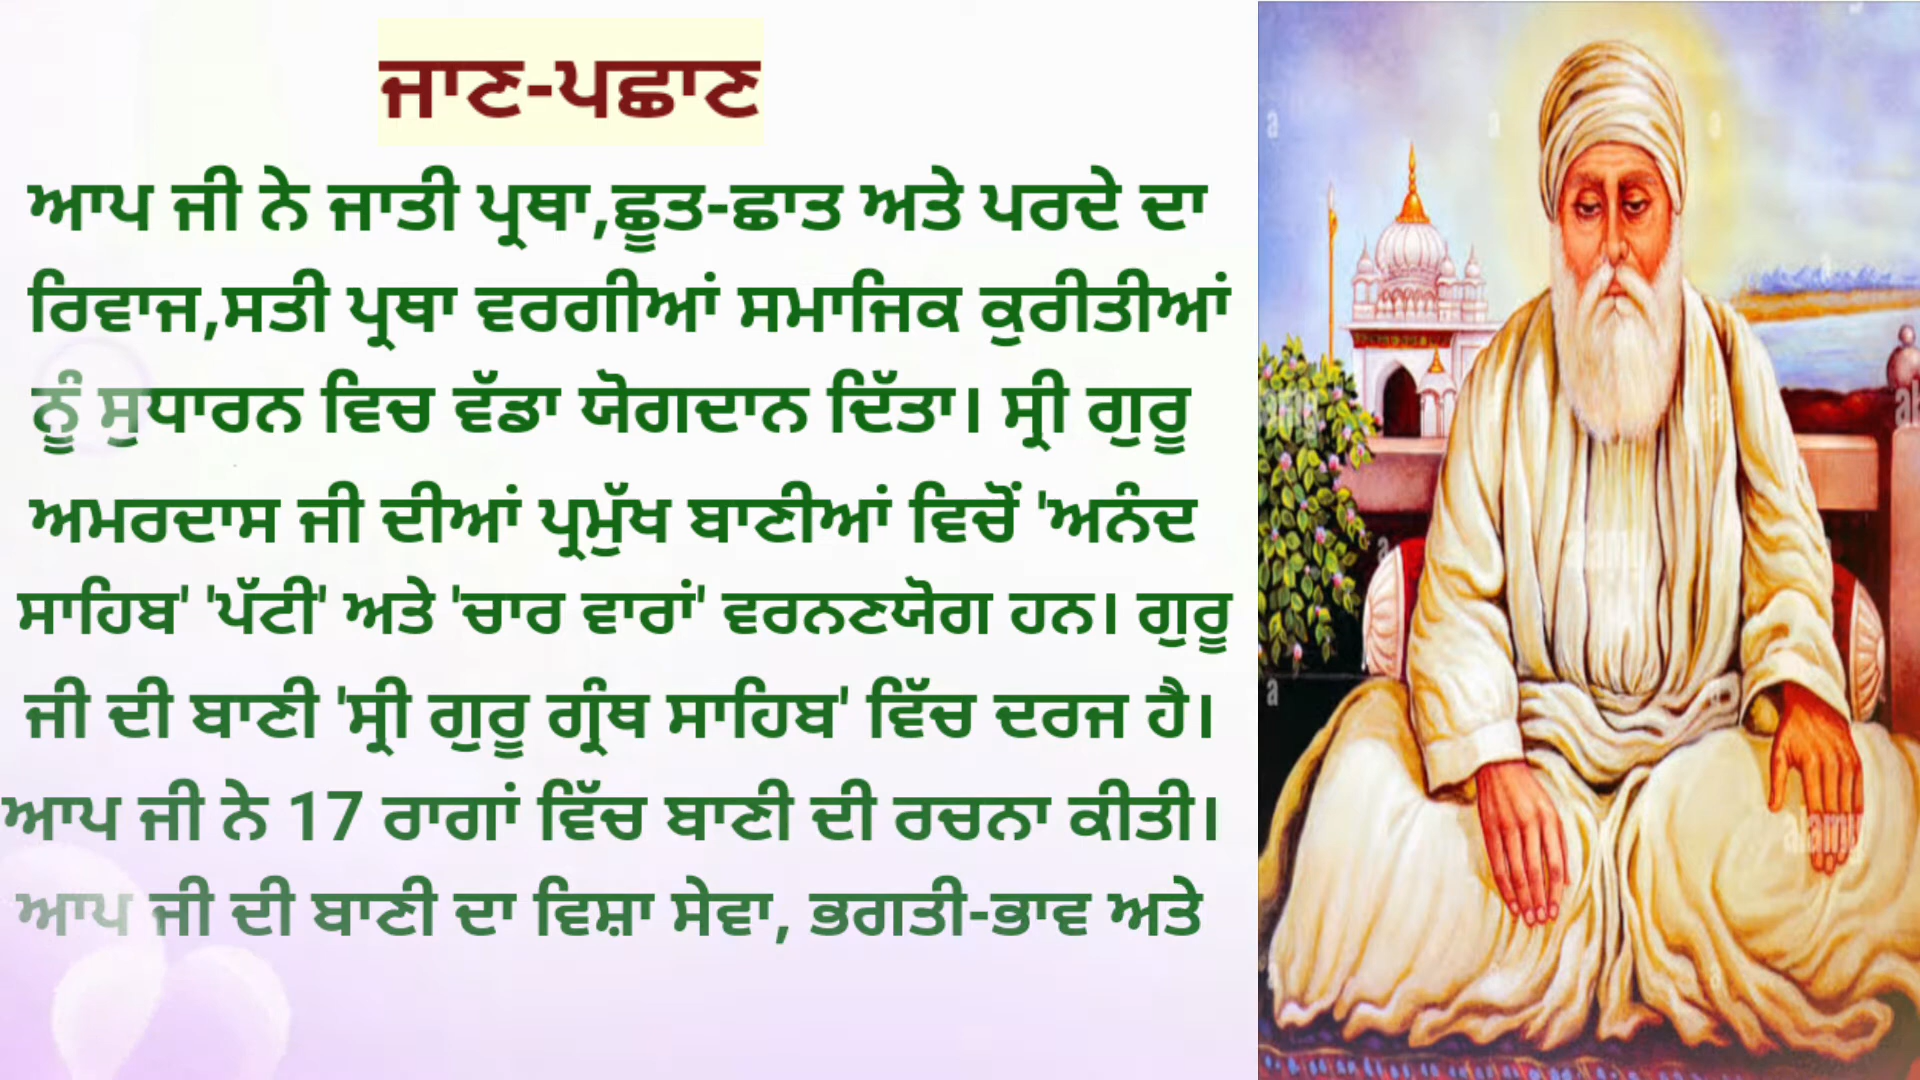 ਜਾਣ-ਪਛਾਣ
ਆਪ ਜੀ ਨੇ ਜਾਤੀ ਪ੍ਰਥਾ,ਛੂਤ-ਛਾਤ ਅਤੇ ਪਰਦੇ ਦਾ
ਰਿਵਾਜ,ਸਤੀ ਪ੍ਰਥਾ ਵਰਗੀਆਂ ਸਮਾਜਿਕ ਕੁਰੀਤੀਆਂ
ਨੂੰ ਸੁਧਾਰਨ ਵਿਚ ਵੱਡਾ ਯੋਗਦਾਨ ਦਿੱਤਾ। ਸ੍ਰੀ ਗੁਰੂ
ਅਮਰਦਾਸ ਜੀ ਦੀਆਂ ਪ੍ਰਮੁੱਖ ਬਾਣੀਆਂ ਵਿਚੋਂ 'ਅਨੰਦ
ਸਾਹਿਬ' 'ਪੱਟੀ' ਅਤੇ 'ਚਾਰ ਵਾਰਾਂ' ਵਰਨਣਯੋਗ ਹਨ। ਗੁਰੂ
ਜੀ ਦੀ ਬਾਣੀ 'ਸ੍ਰੀ ਗੁਰੂ ਗ੍ਰੰਥ ਸਾਹਿਬ' ਵਿੱਚ ਦਰਜ ਹੈ।
ਆਪ ਜੀ ਨੇ 17 ਰਾਗਾਂ ਵਿੱਚ ਬਾਣੀ ਦੀ ਰਚਨਾ ਕੀਤੀ।
ਆਪ ਜੀ ਦੀ ਬਾਣੀ ਦਾ ਵਿਸ਼ਾ ਸੇਵਾ, ਭਗਤੀ-ਭਾਵ ਅਤੇ
alamy